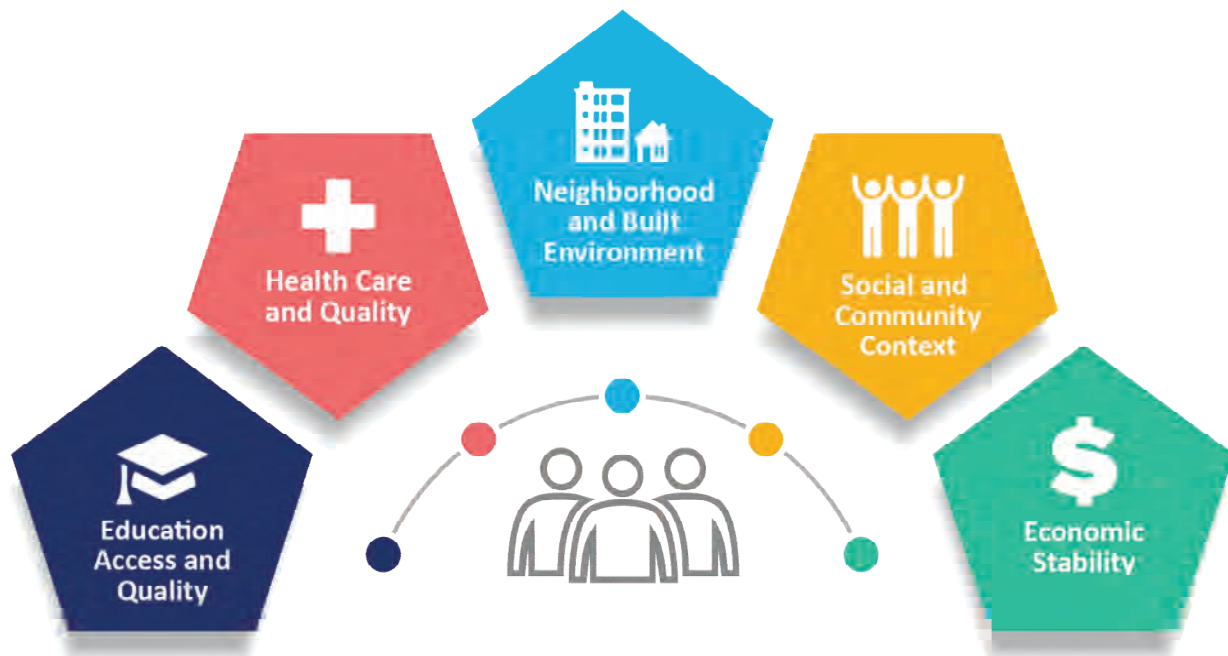 Education
Access and
Quality
Health Care
and Quality
Neighborhood
and Built
Environment
Social and
Community
Context
$
Economic
Stability